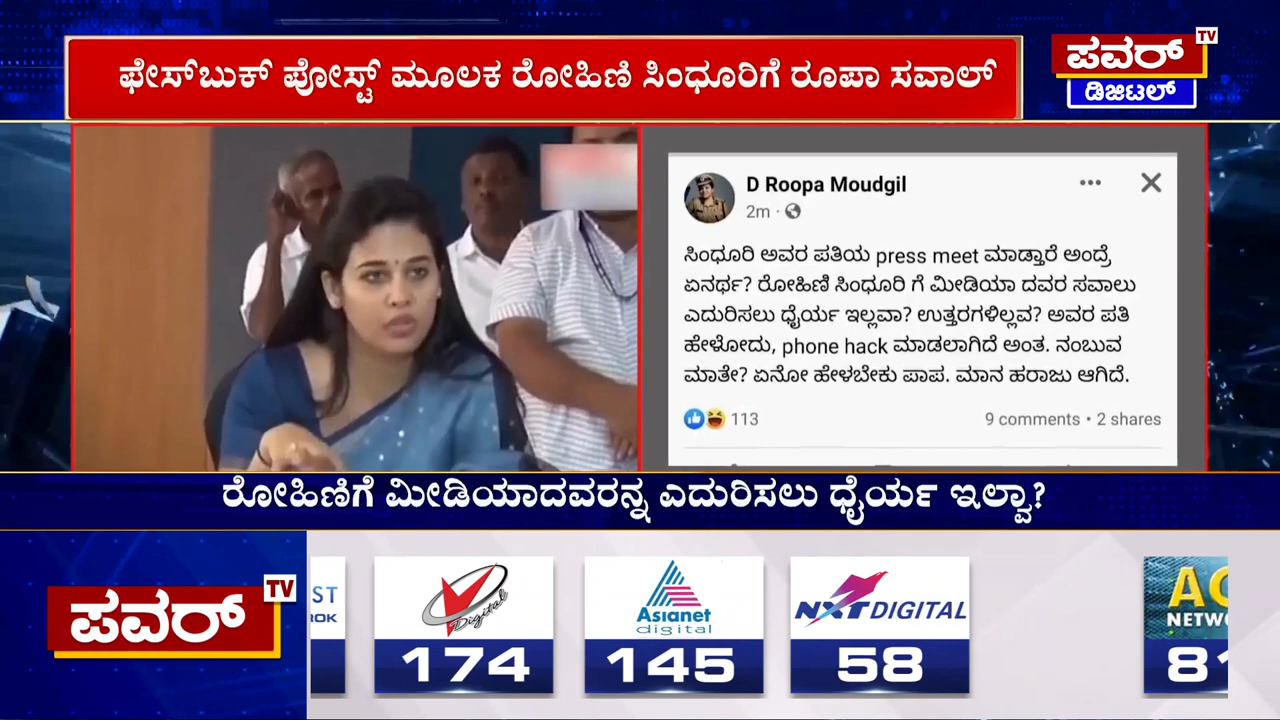 ಫೇಸ್‌ಬುಕ್ ಪೋಸ್ಟ್ ಮೂಲಕ ರೋಹಿಣಿ ಸಿಂಧೂರಿಗೆ ರೂಪಾ ಸವಾಲ್
ಪವರ್ TV
ಡಿಜಿಟಲ್
D Roopa Moudgil
2m
ಸಿಂಧೂರಿ ಅವರ ಪತಿಯ press meet ಮಾಡ್ತಾರೆ ಅಂದ್ರೆ
ಏನರ್ಥ? ರೋಹಿಣಿ ಸಿಂಧೂರಿ ಗೆ ಮೀಡಿಯಾ ದವರ ಸವಾಲು
ಎದುರಿಸಲು ಧೈರ್ಯ ಇಲ್ಲವಾ? ಉತ್ತರಗಳಿಲ್ಲವ? ಅವರ ಪತಿ
ಹೇಳೋದು, phone hack ಮಾಡಲಾಗಿದೆ ಅಂತ. ನಂಬುವ
ಮಾತೇ? ಏನೋ ಹೇಳಬೇಕು ಪಾಪ. ಮಾನ ಹರಾಜು ಆಗಿದೆ.
113
9 comments • 2 shares
ರೋಹಿಣಿಗೆ ಮೀಡಿಯಾದವರನ್ನ ಎದುರಿಸಲು ಧೈರ್ಯ ಇಲ್ವಾ?
ಪವರ್ TV
V Digital
174
Asianet
digital
145
NXT DIGITAL
58